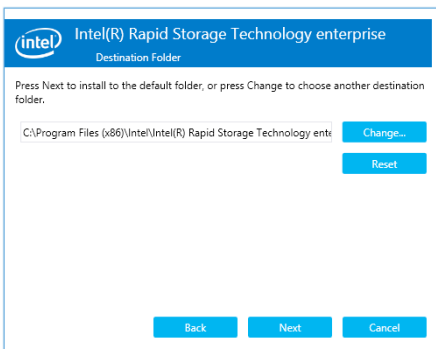 (intel) Intel(R) Rapid Storage Technology enterprise
Destination Folder
Press Next to install to the default folder, or press Change to choose another destination
folder.
C:\Program Files (x86)\Intel\Intel(R) Rapid Storage Technology ente
Change...
Reset
Back
Next
Cancel